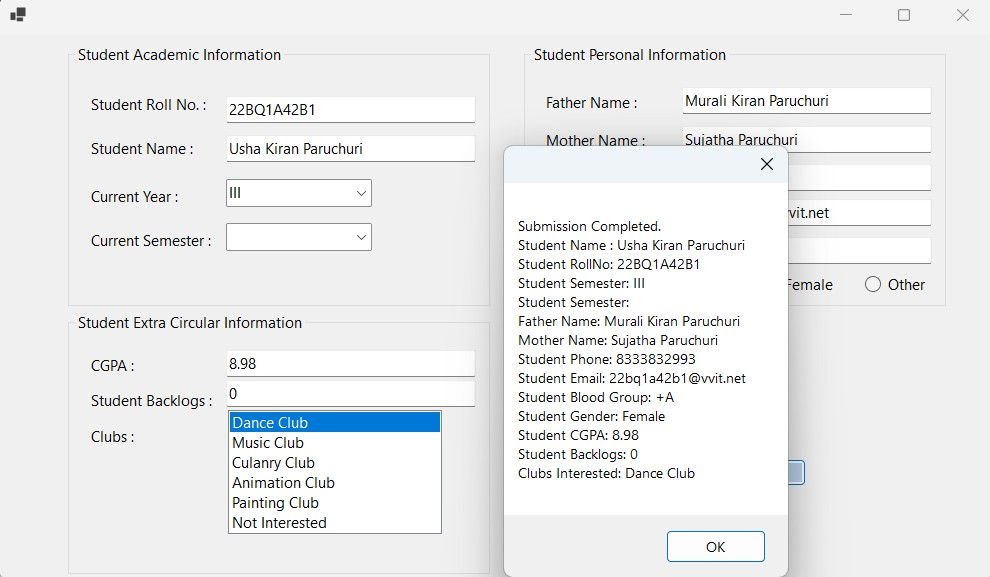 Student Academic Information
Student Roll No. : 22BQ1A42B1
Student Name : Usha Kiran Paruchuri
Current Year : III
Current Semester :
Student Personal Information
Father Name : Murali Kiran Paruchuri
Mother Name : Sujatha Paruchuri
vvit.net
Female Other
Student Extra Circular Information
CGPA : 8.98
Student Backlogs : 0
Clubs :
Dance Club
Music Club
Culanry Club
Animation Club
Painting Club
Not Interested
Submission Completed.
Student Name : Usha Kiran Paruchuri
Student RollNo: 22BQ1A42B1
Student Semester: III
Student Semester:
Father Name: Murali Kiran Paruchuri
Mother Name: Sujatha Paruchuri
Student Phone: 8333832993
Student Email: 22bq1a42b1@vvit.net
Student Blood Group: +A
Student Gender: Female
Student CGPA: 8.98
Student Backlogs: 0
Clubs Interested: Dance Club
OK